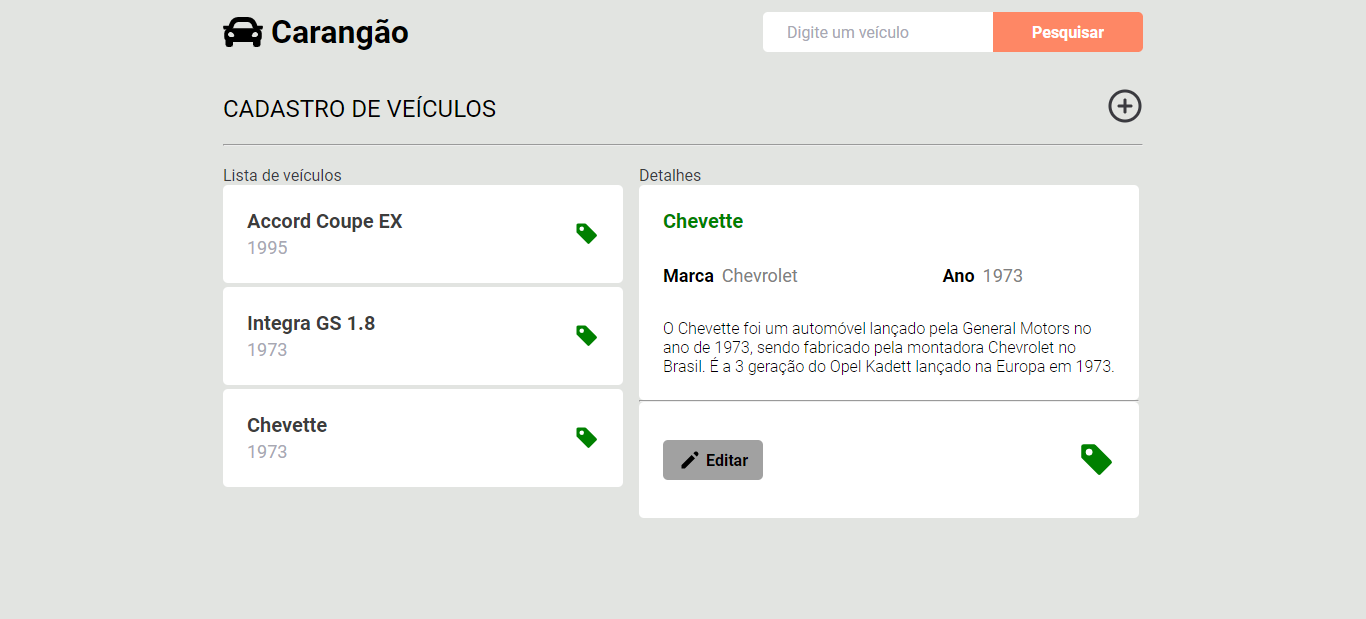 Carangão
Digite um veículo
Pesquisar
CADASTRO DE VEÍCULOS
Lista de veículos
Accord Coupe EX
1995
Integra GS 1.8
1973
Chevette
1973
Detalhes
Chevette
Marca Chevrolet
Ano 1973
O Chevette foi um automóvel lançado pela General Motors no
ano de 1973, sendo fabricado pela montadora Chevrolet no
Brasil. É a 3 geração do Opel Kadett lançado na Europa em 1973.
Editar